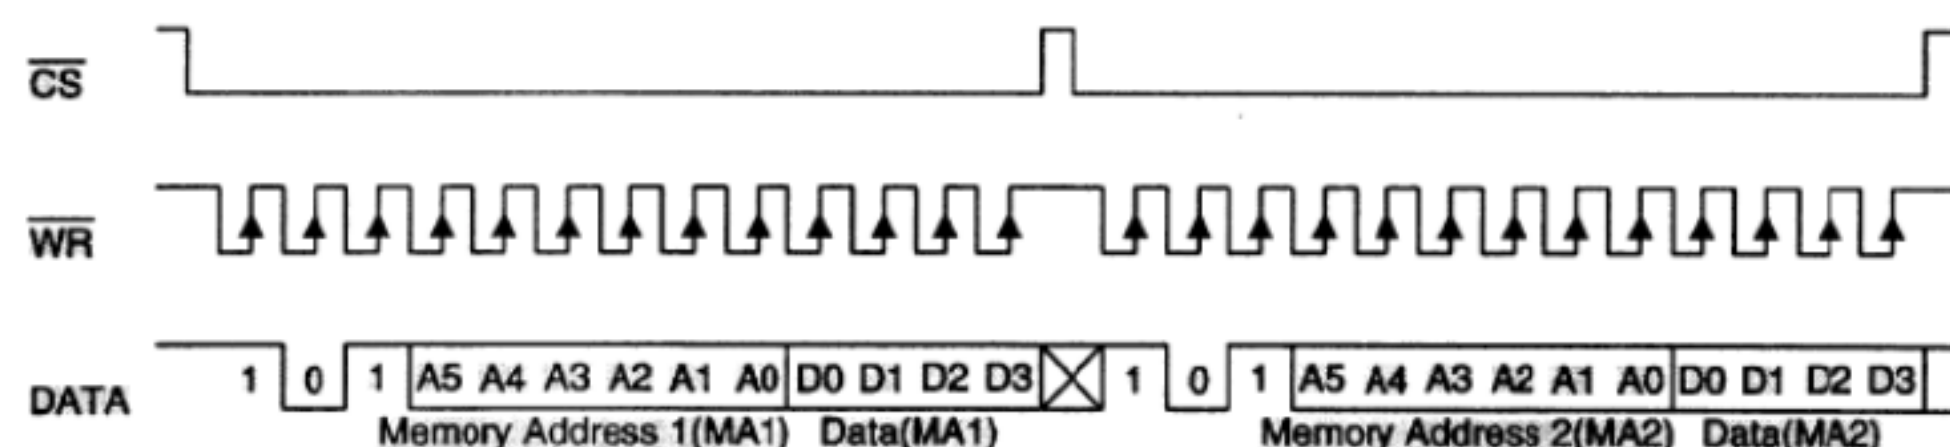 CS
WR
DATA 1 0 1 A5 A4 A3 A2 A1 A0 D0 D1 D2 D3 1 0 1 A5 A4 A3 A2 A1 A0 D0 D1 D2 D3
Memory Address 1(MA1) Data(MA1) Memory Address 2(MA2) Data(MA2)